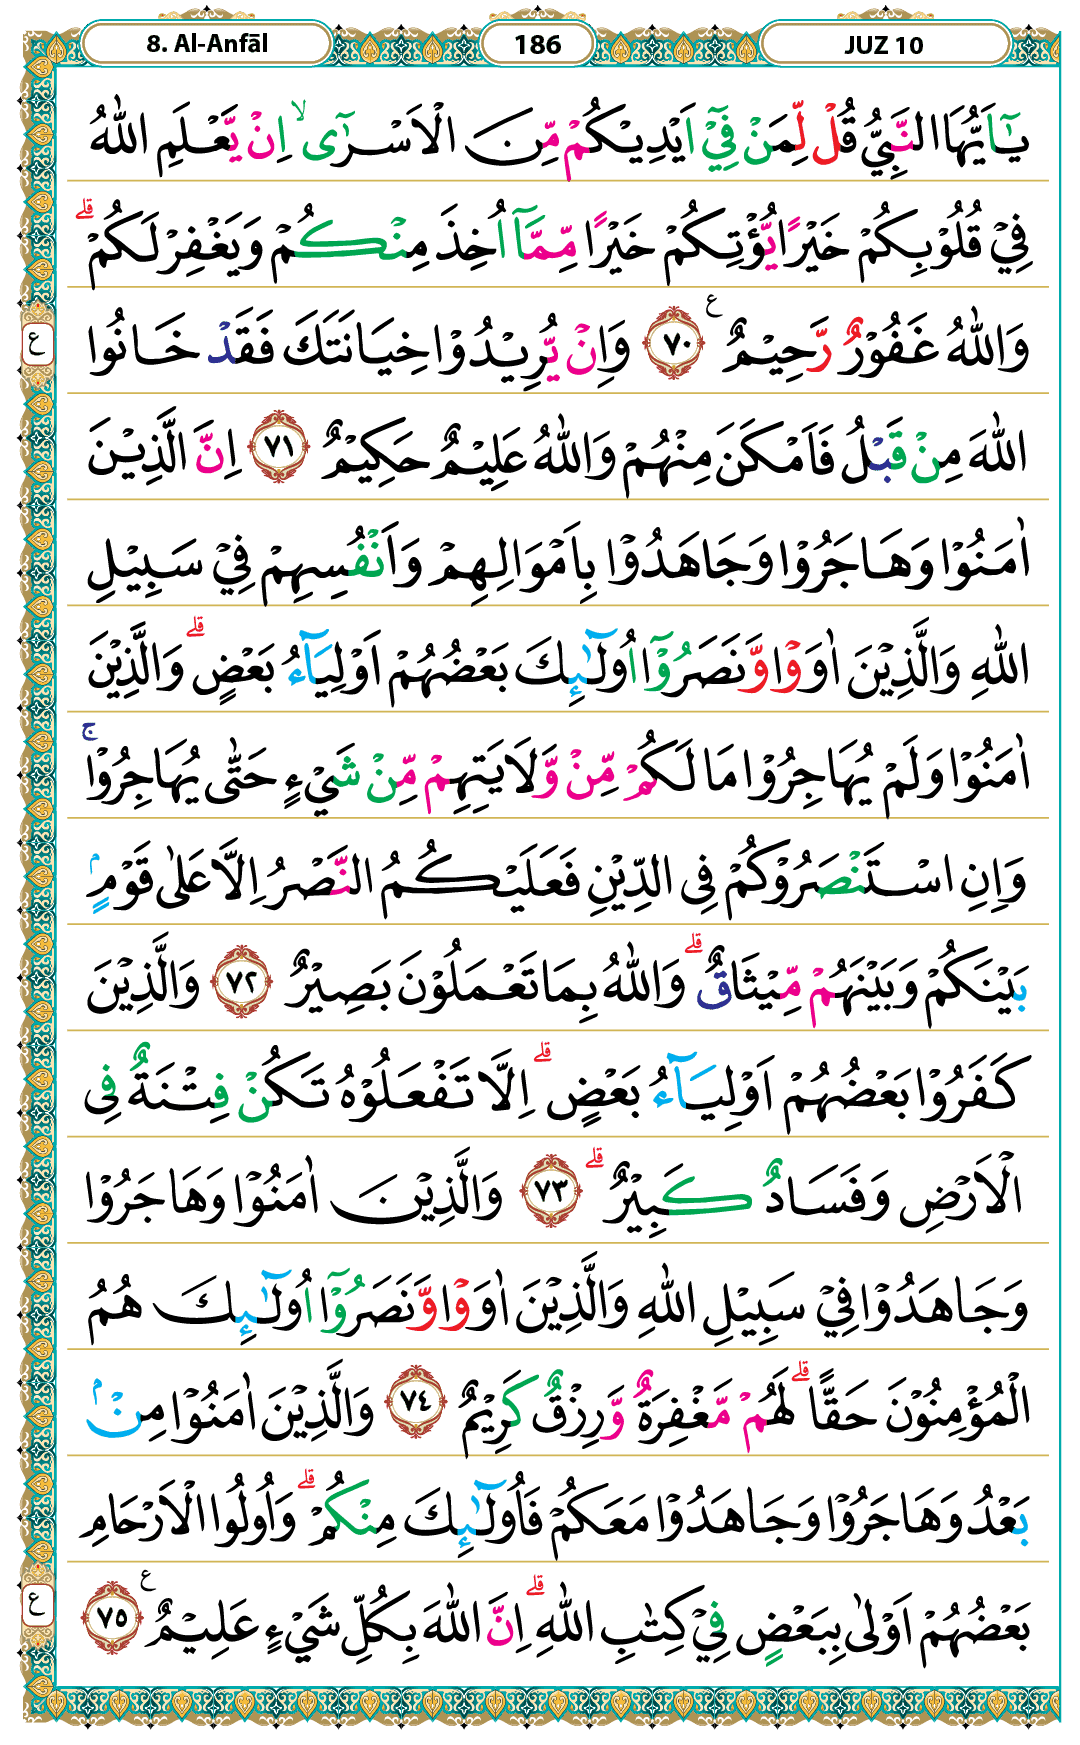 8. Al-Anfāl
186
JUZ 10
يٰٓاَيُّهَا النَّبِيُّ قُلْ لِّمَنْ فِيْٓ اَيْدِيْكُمْ مِّنَ الْاَسْرٰٓىۙ اِنْ يَّعْلَمِ اللّٰهُ
فِيْ قُلُوْبِكُمْ خَيْرًا يُّؤْتِكُمْ خَيْرًا مِّمَّآ اُخِذَ مِنْكُمْ وَيَغْفِرْ لَكُمْۗ
وَاللّٰهُ غَفُوْرٌ رَّحِيْمٌ ع ٧٠ وَاِنْ يُّرِيْدُوْا خِيَانَتَكَ فَقَدْ خَانُوا
ع
اللّٰهَ مِنْ قَبْلُ فَاَمْكَنَ مِنْهُمْ وَاللّٰهُ عَلِيْمٌ حَكِيْمٌ ٧١ اِنَّ الَّذِيْنَ
اٰمَنُوْا وَهَاجَرُوْا وَجَاهَدُوْا بِاَمْوَالِهِمْ وَاَنْفُسِهِمْ فِيْ سَبِيْلِ
اللّٰهِ وَالَّذِيْنَ اٰوَوْا وَّنَصَرُوْٓا اُولٰۤىِٕكَ بَعْضُهُمْ اَوْلِيَاۤءُ بَعْضٍۗ وَالَّذِيْنَ
اٰمَنُوْا وَلَمْ يُهَاجِرُوْا مَا لَكُمْ مِّنْ وَّلَايَتِهِمْ مِّنْ شَيْءٍ حَتّٰى يُهَاجِرُوْاۚ
وَاِنِ اسْتَنْصَرُوْكُمْ فِى الدِّيْنِ فَعَلَيْكُمُ النَّصْرُ اِلَّا عَلٰى قَوْمٍۢ
بَيْنَكُمْ وَبَيْنَهُمْ مِّيْثَاقٌۗ وَاللّٰهُ بِمَا تَعْمَلُوْنَ بَصِيْرٌ ٧٢ وَالَّذِيْنَ
كَفَرُوْا بَعْضُهُمْ اَوْلِيَاۤءُ بَعْضٍۗ اِلَّا تَفْعَلُوْهُ تَكُنْ فِتْنَةٌ فِى
الْاَرْضِ وَفَسَادٌ كَبِيْرٌۗ ٧٣ وَالَّذِيْنَ اٰمَنُوْا وَهَاجَرُوْا
وَجَاهَدُوْا فِيْ سَبِيْلِ اللّٰهِ وَالَّذِيْنَ اٰوَوْا وَّنَصَرُوْٓا اُولٰۤىِٕكَ هُمُ
الْمُؤْمِنُوْنَ حَقًّاۗ لَهُمْ مَّغْفِرَةٌ وَّرِزْقٌ كَرِيْمٌ ٧٤ وَالَّذِيْنَ اٰمَنُوْا مِنْۢ
بَعْدُ وَهَاجَرُوْا وَجَاهَدُوْا مَعَكُمْ فَاُولٰۤىِٕكَ مِنْكُمْۗ وَاُولُوا الْاَرْحَامِ
بَعْضُهُمْ اَوْلٰى بِبَعْضٍ فِيْ كِتٰبِ اللّٰهِۗ اِنَّ اللّٰهَ بِكُلِّ شَيْءٍ عَلِيْمٌ ع ٧٥
ع